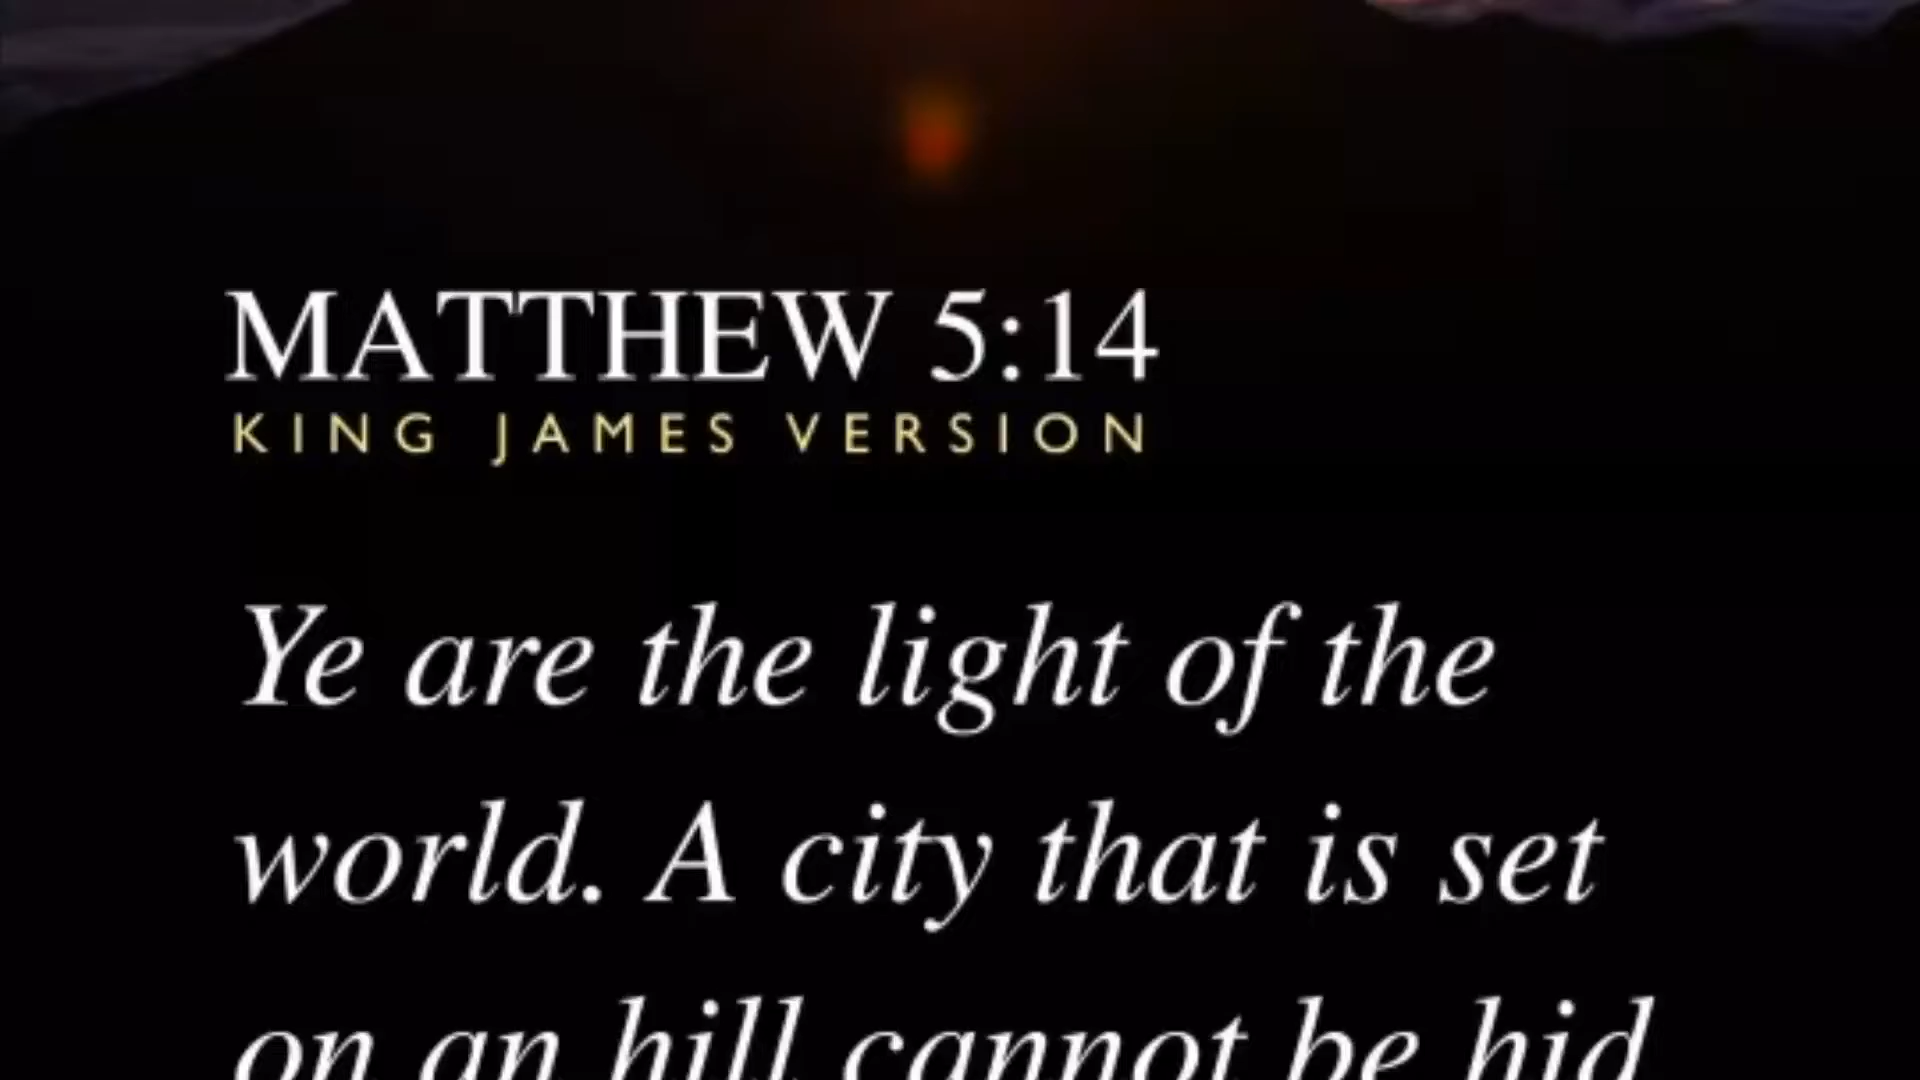 MATTHEW 5:14
KING JAMES VERSION
Ye are the light of the
world. A city that is set
on an hill cannot be hid